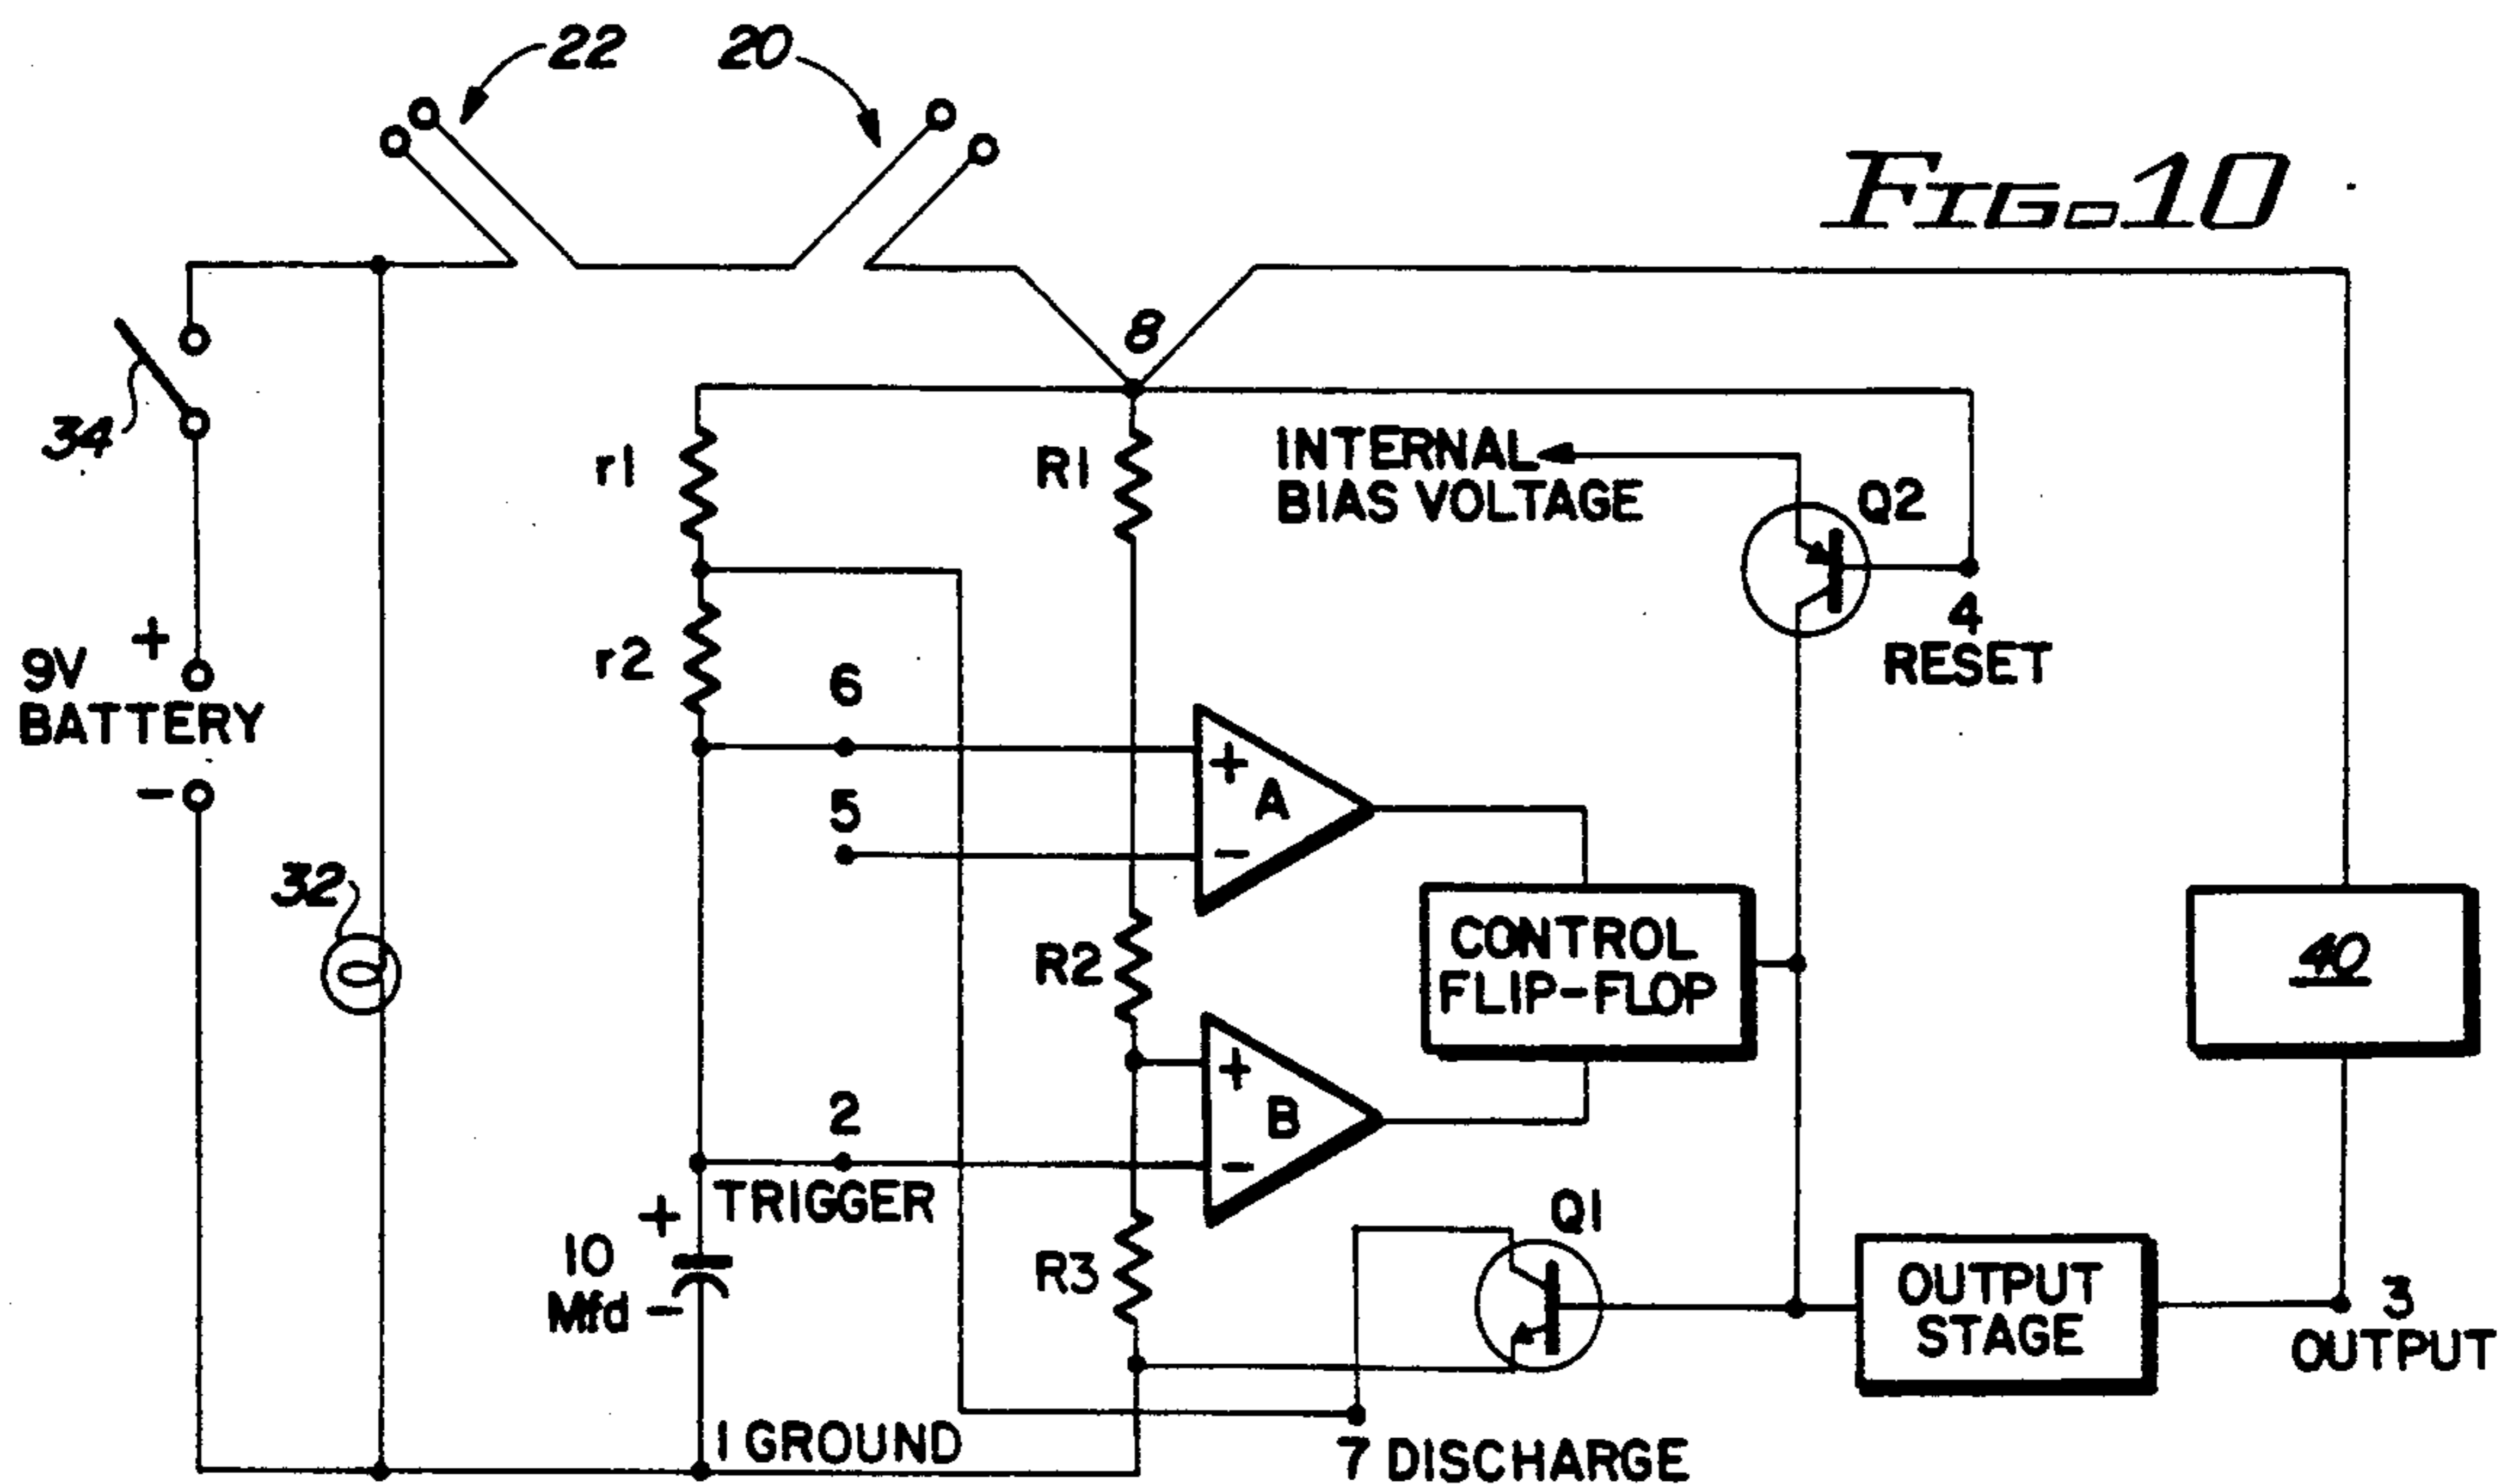 22
20
FIG. 10
8
34
r1
R1
INTERNAL
BIAS VOLTAGE
Q2
4
RESET
+
9V
BATTERY
-
r2
6
+
A
-
5
32
R2
CONTROL
FLIP-FLOP
40
+
B
-
2
TRIGGER
+
10
Mfd -
R3
Q1
OUTPUT
STAGE
3
OUTPUT
1 GROUND
7 DISCHARGE